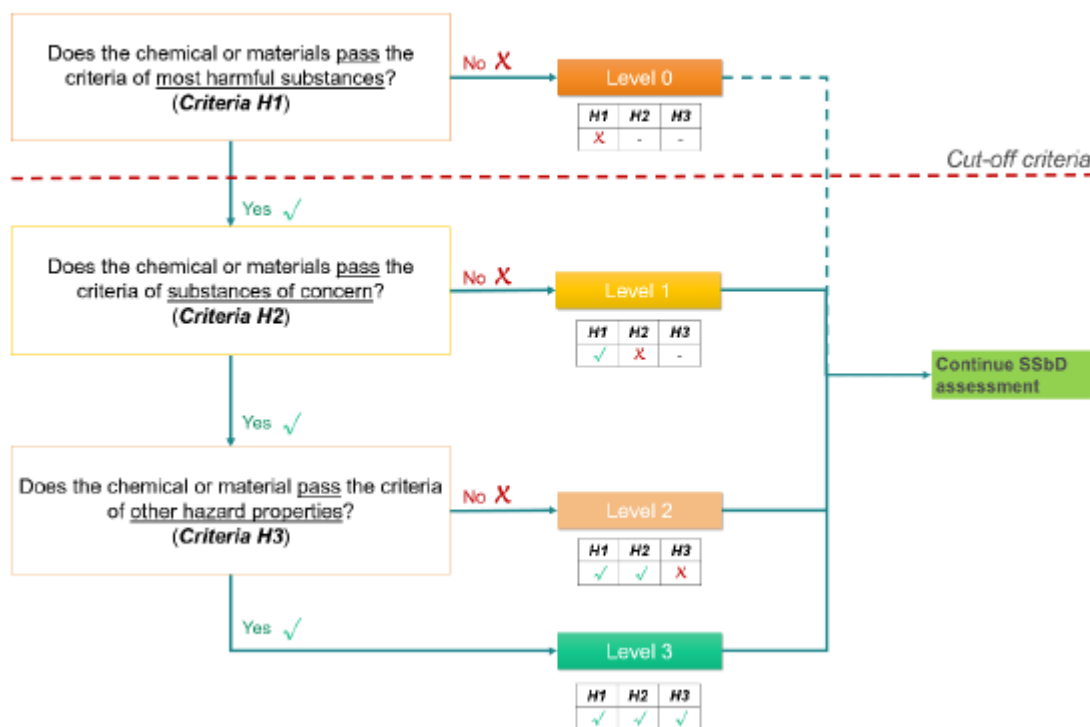 Does the chemical or materials pass the
criteria of most harmful substances?
(Criteria H1)
No X
Level 0
H1 H2 H3
X - -
Cut-off criteria
Yes ✓
Does the chemical or materials pass the
criteria of substances of concern?
(Criteria H2)
No X
Level 1
H1 H2 H3
✓ X -
Continue SSbD
assessment
Yes ✓
Does the chemical or material pass the criteria
of other hazard properties?
(Criteria H3)
No X
Level 2
H1 H2 H3
✓ ✓ X
Yes ✓
Level 3
H1 H2 H3
✓ ✓ ✓